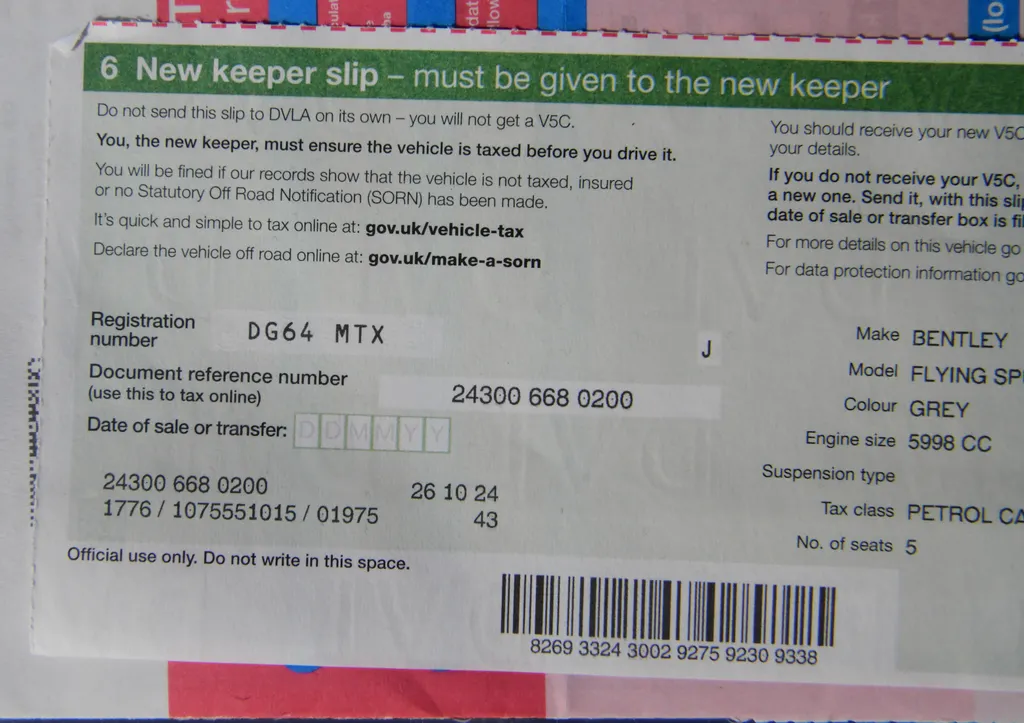 6 New keeper slip – must be given to the new keeper
Do not send this slip to DVLA on its own – you will not get a V5C.
You, the new keeper, must ensure the vehicle is taxed before you drive it.
You will be fined if our records show that the vehicle is not taxed, insured
or no Statutory Off Road Notification (SORN) has been made.
It's quick and simple to tax online at: gov.uk/vehicle-tax
Declare the vehicle off road online at: gov.uk/make-a-sorn
You should receive your new V5C
your details.
If you do not receive your V5C,
a new one. Send it, with this slip
date of sale or transfer box is
For more details on this vehicle go
For data protection information go
Registration
number
DG64 MTX
J
Document reference number
(use this to tax online)
24300 668 0200
Date of sale or transfer: D D M M Y Y
24300 668 0200
26 10 24
1776 / 1075551015 / 01975
43
Make BENTLEY
Model FLYING
Colour GREY
Engine size 5998 CC
Suspension type
Tax class PETROL
No. of seats 5
Official use only. Do not write in this space.
8269 3324 3002 9275 9230 9338